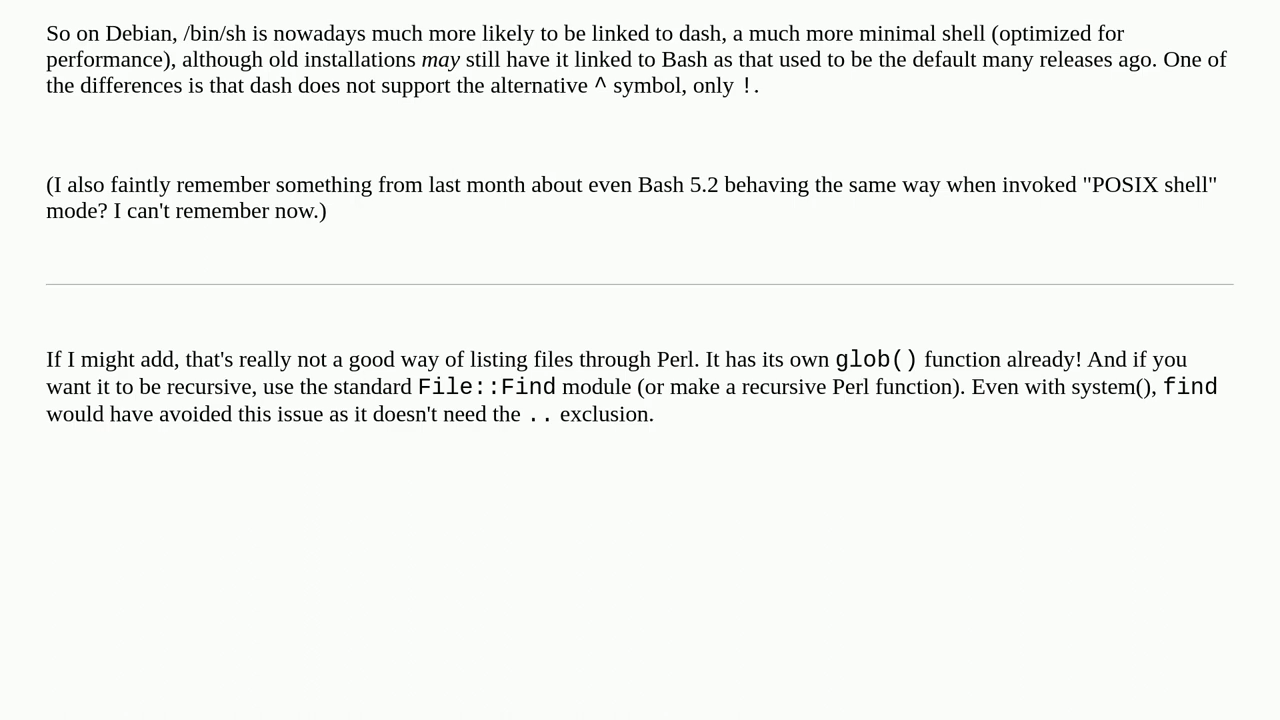 So on Debian, /bin/sh is nowadays much more likely to be linked to dash, a much more minimal shell (optimized for
performance), although old installations may still have it linked to Bash as that used to be the default many releases ago. One of
the differences is that dash does not support the alternative ^ symbol, only !.
(I also faintly remember something from last month about even Bash 5.2 behaving the same way when invoked "POSIX shell"
mode? I can't remember now.)
If I might add, that's really not a good way of listing files through Perl. It has its own glob() function already! And if you
want it to be recursive, use the standard File::Find module (or make a recursive Perl function). Even with system(), find
would have avoided this issue as it doesn't need the .. exclusion.